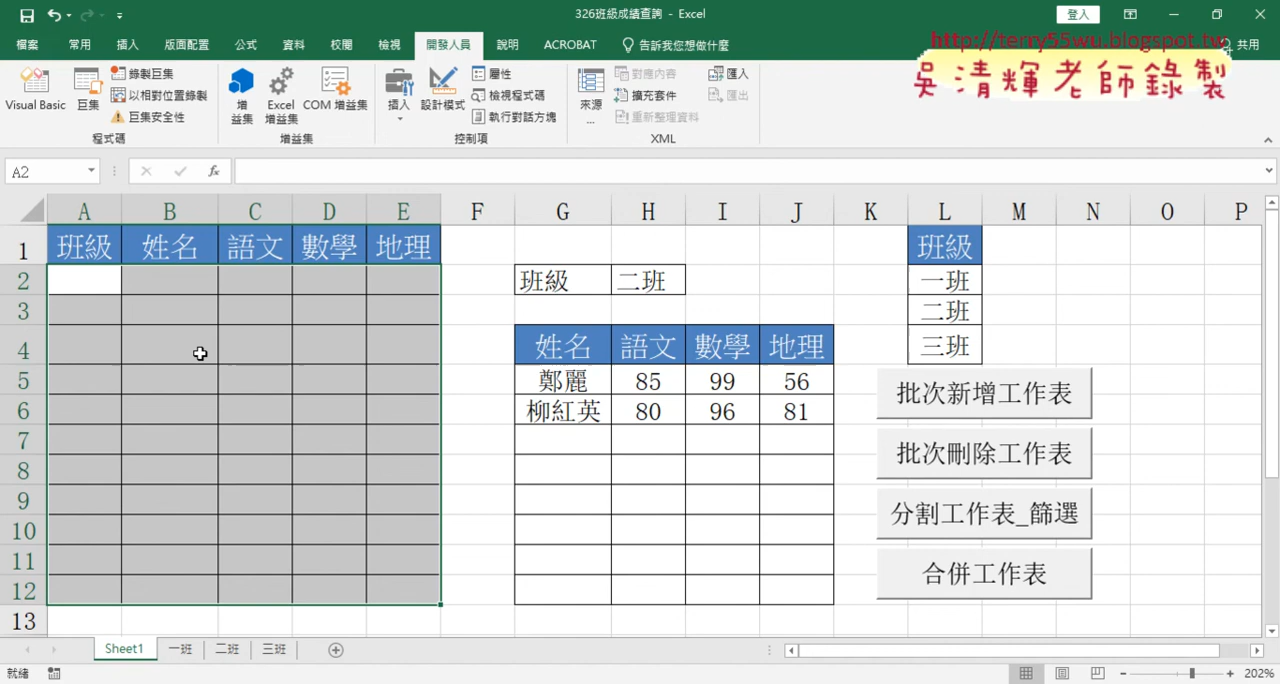 326班級成績查詢 - Excel
登入
http://terry55wu.blogspot.tw
吳清輝老師錄製
檔案 常用 插入 版面配置 公式 資料 校閱 檢視 開發人員 說明 ACROBAT 告訴我您想做什麼 共用
Visual Basic
巨集
錄製巨集
以相對位置錄製
巨集安全性
程式碼
增益集
Excel 增益集
COM 增益集
增益集
插入
設計模式
屬性
檢視程式碼
執行對話方塊
控制項
來源...
對應內容
擴充套件
重新整理資料
匯入
匯出
XML
A2
fx
A B C D E F G H I J K L M N O P
1 班級 姓名 語文 數學 地理 班級
2 班級 二班 一班
3 二班
4 姓名 語文 數學 地理 三班
5 鄭麗 85 99 56
6 柳紅英 80 96 81
7
8
9
10
11
12
13
批次新增工作表
批次刪除工作表
分割工作表_篩選
合併工作表
Sheet1 一班 二班 三班
就緒
202%